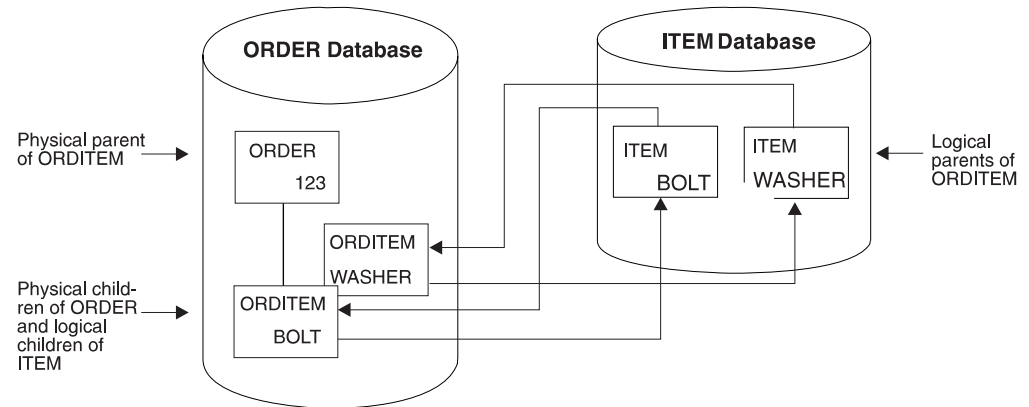 ORDER Database
ITEM Database
Physical parent
of ORDITEM
ORDER
123
ITEM
BOLT
ITEM
WASHER
Logical
parents of
ORDITEM
ORDITEM
WASHER
Physical child-
ren of ORDER
and logical
children of
ITEM
ORDITEM
BOLT